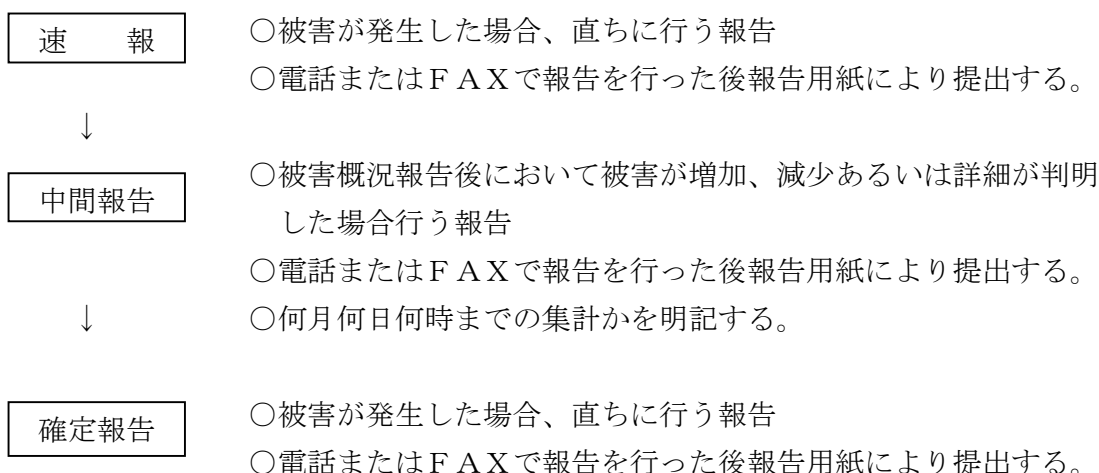 速　報
○被害が発生した場合、直ちに行う報告
○電話またはＦＡＸで報告を行った後報告用紙により提出する。
↓
中間報告
○被害概況報告後において被害が増加、減少あるいは詳細が判明
した場合行う報告
○電話またはＦＡＸで報告を行った後報告用紙により提出する。
↓
○何月何日何時までの集計かを明記する。
確定報告
○被害が発生した場合、直ちに行う報告
○電話またはＦＡＸで報告を行った後報告用紙により提出する。